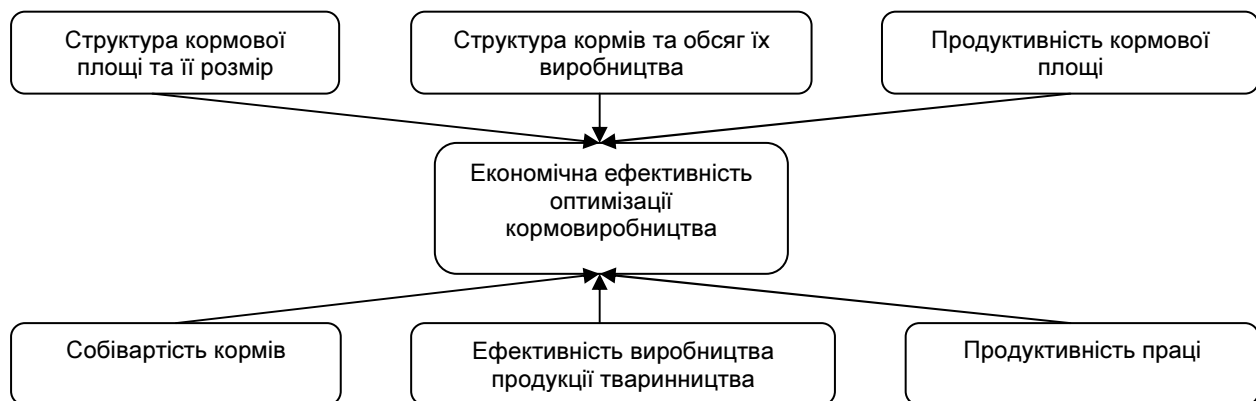 Структура кормової
площі та її розмір
Структура кормів та обсяг їх
виробництва
Продуктивність кормової
площі
Економічна ефективність
оптимізації
кормовиробництва
Собівартість кормів
Ефективність виробництва
продукції тваринництва
Продуктивність праці